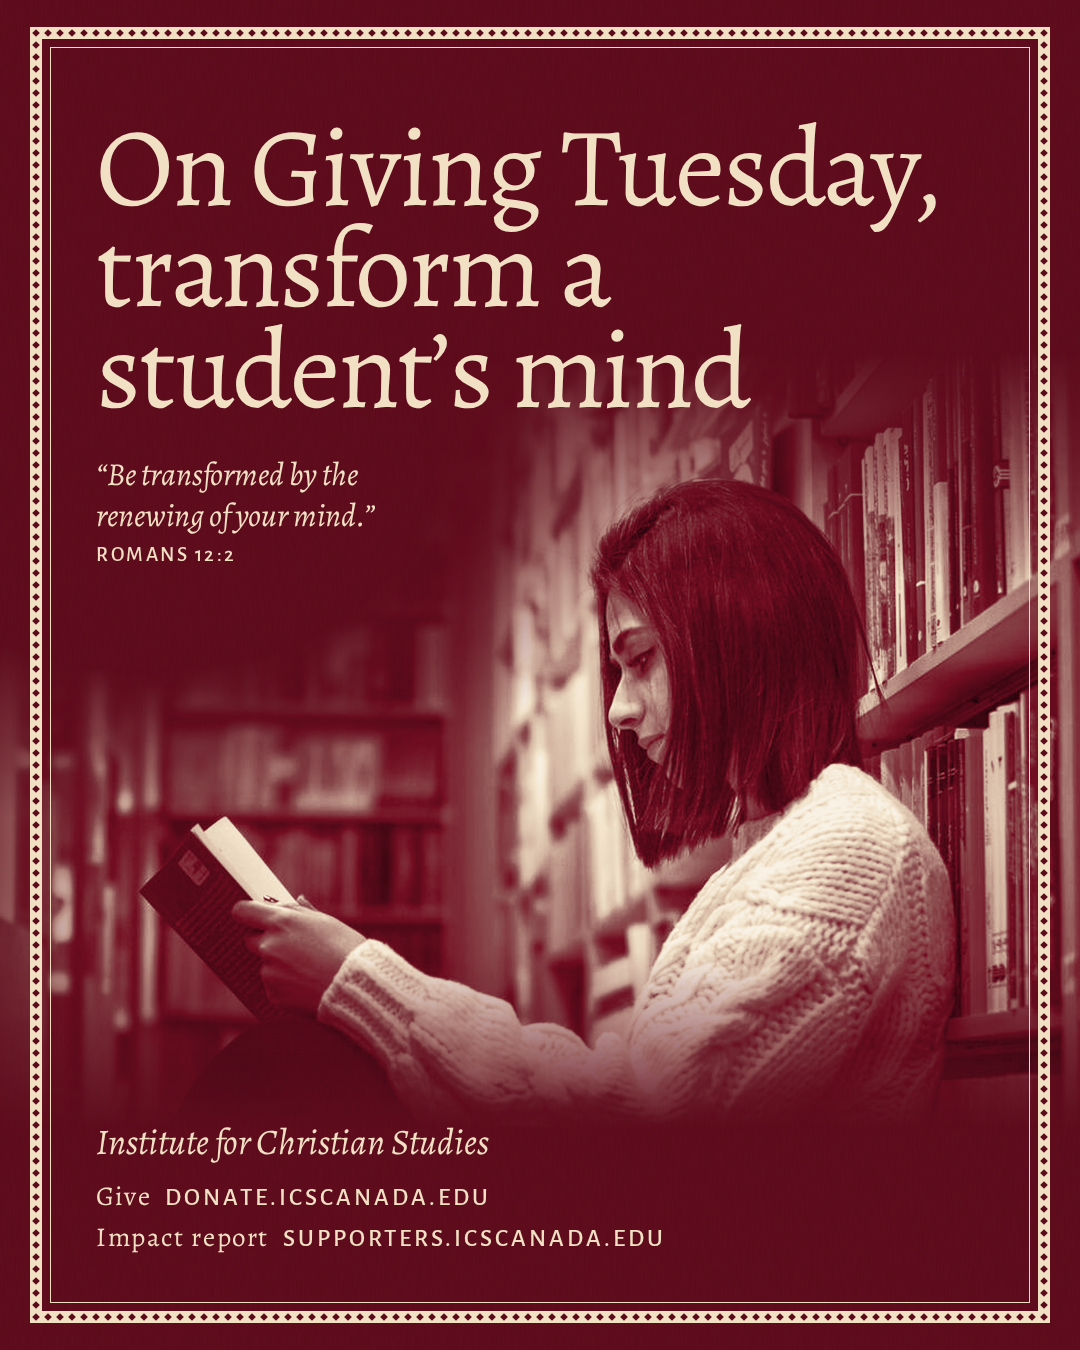 On Giving Tuesday,
transform a
student’s mind
“Be transformed by the
renewing of your mind.”
ROMANS 12:2
Institute for Christian Studies
Give DONATE.ICSCANADA.EDU
Impact report SUPPORTERS.ICSCANADA.EDU